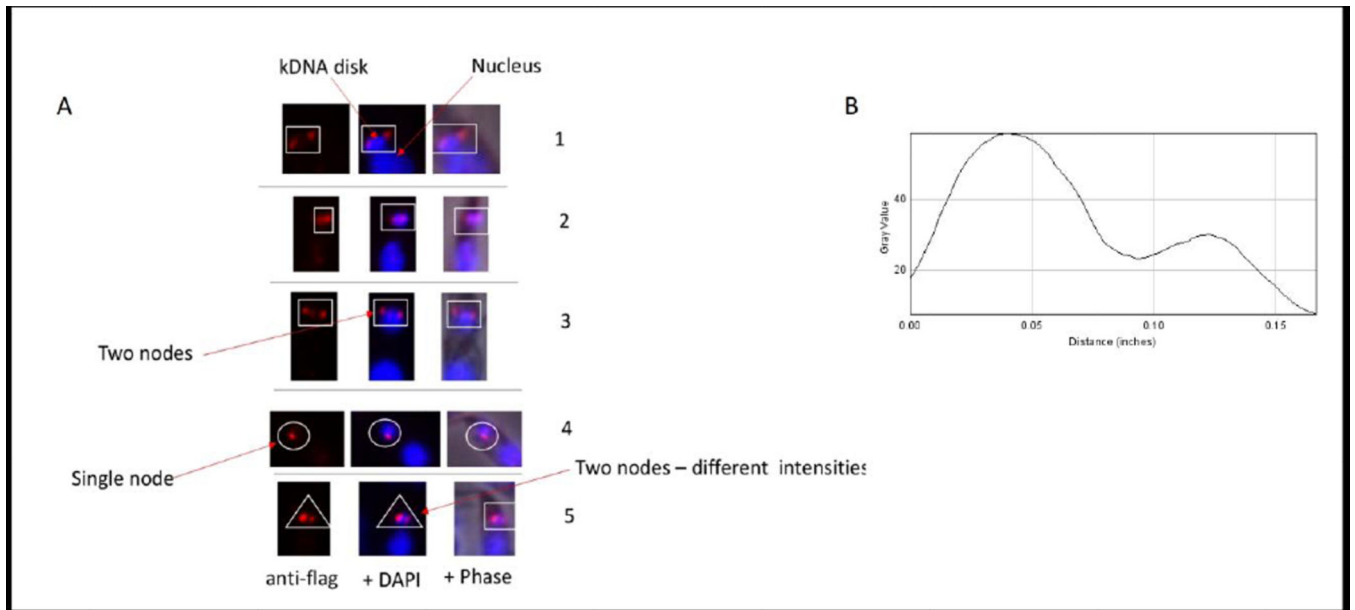 A
kDNA disk
Nucleus
1
2
3
Two nodes
4
Single node
Two nodes – different intensities
5
anti-flag
+ DAPI
+ Phase
B
Gray Value
40
20
0.00
0.05
0.10
0.15
Distance (inches)